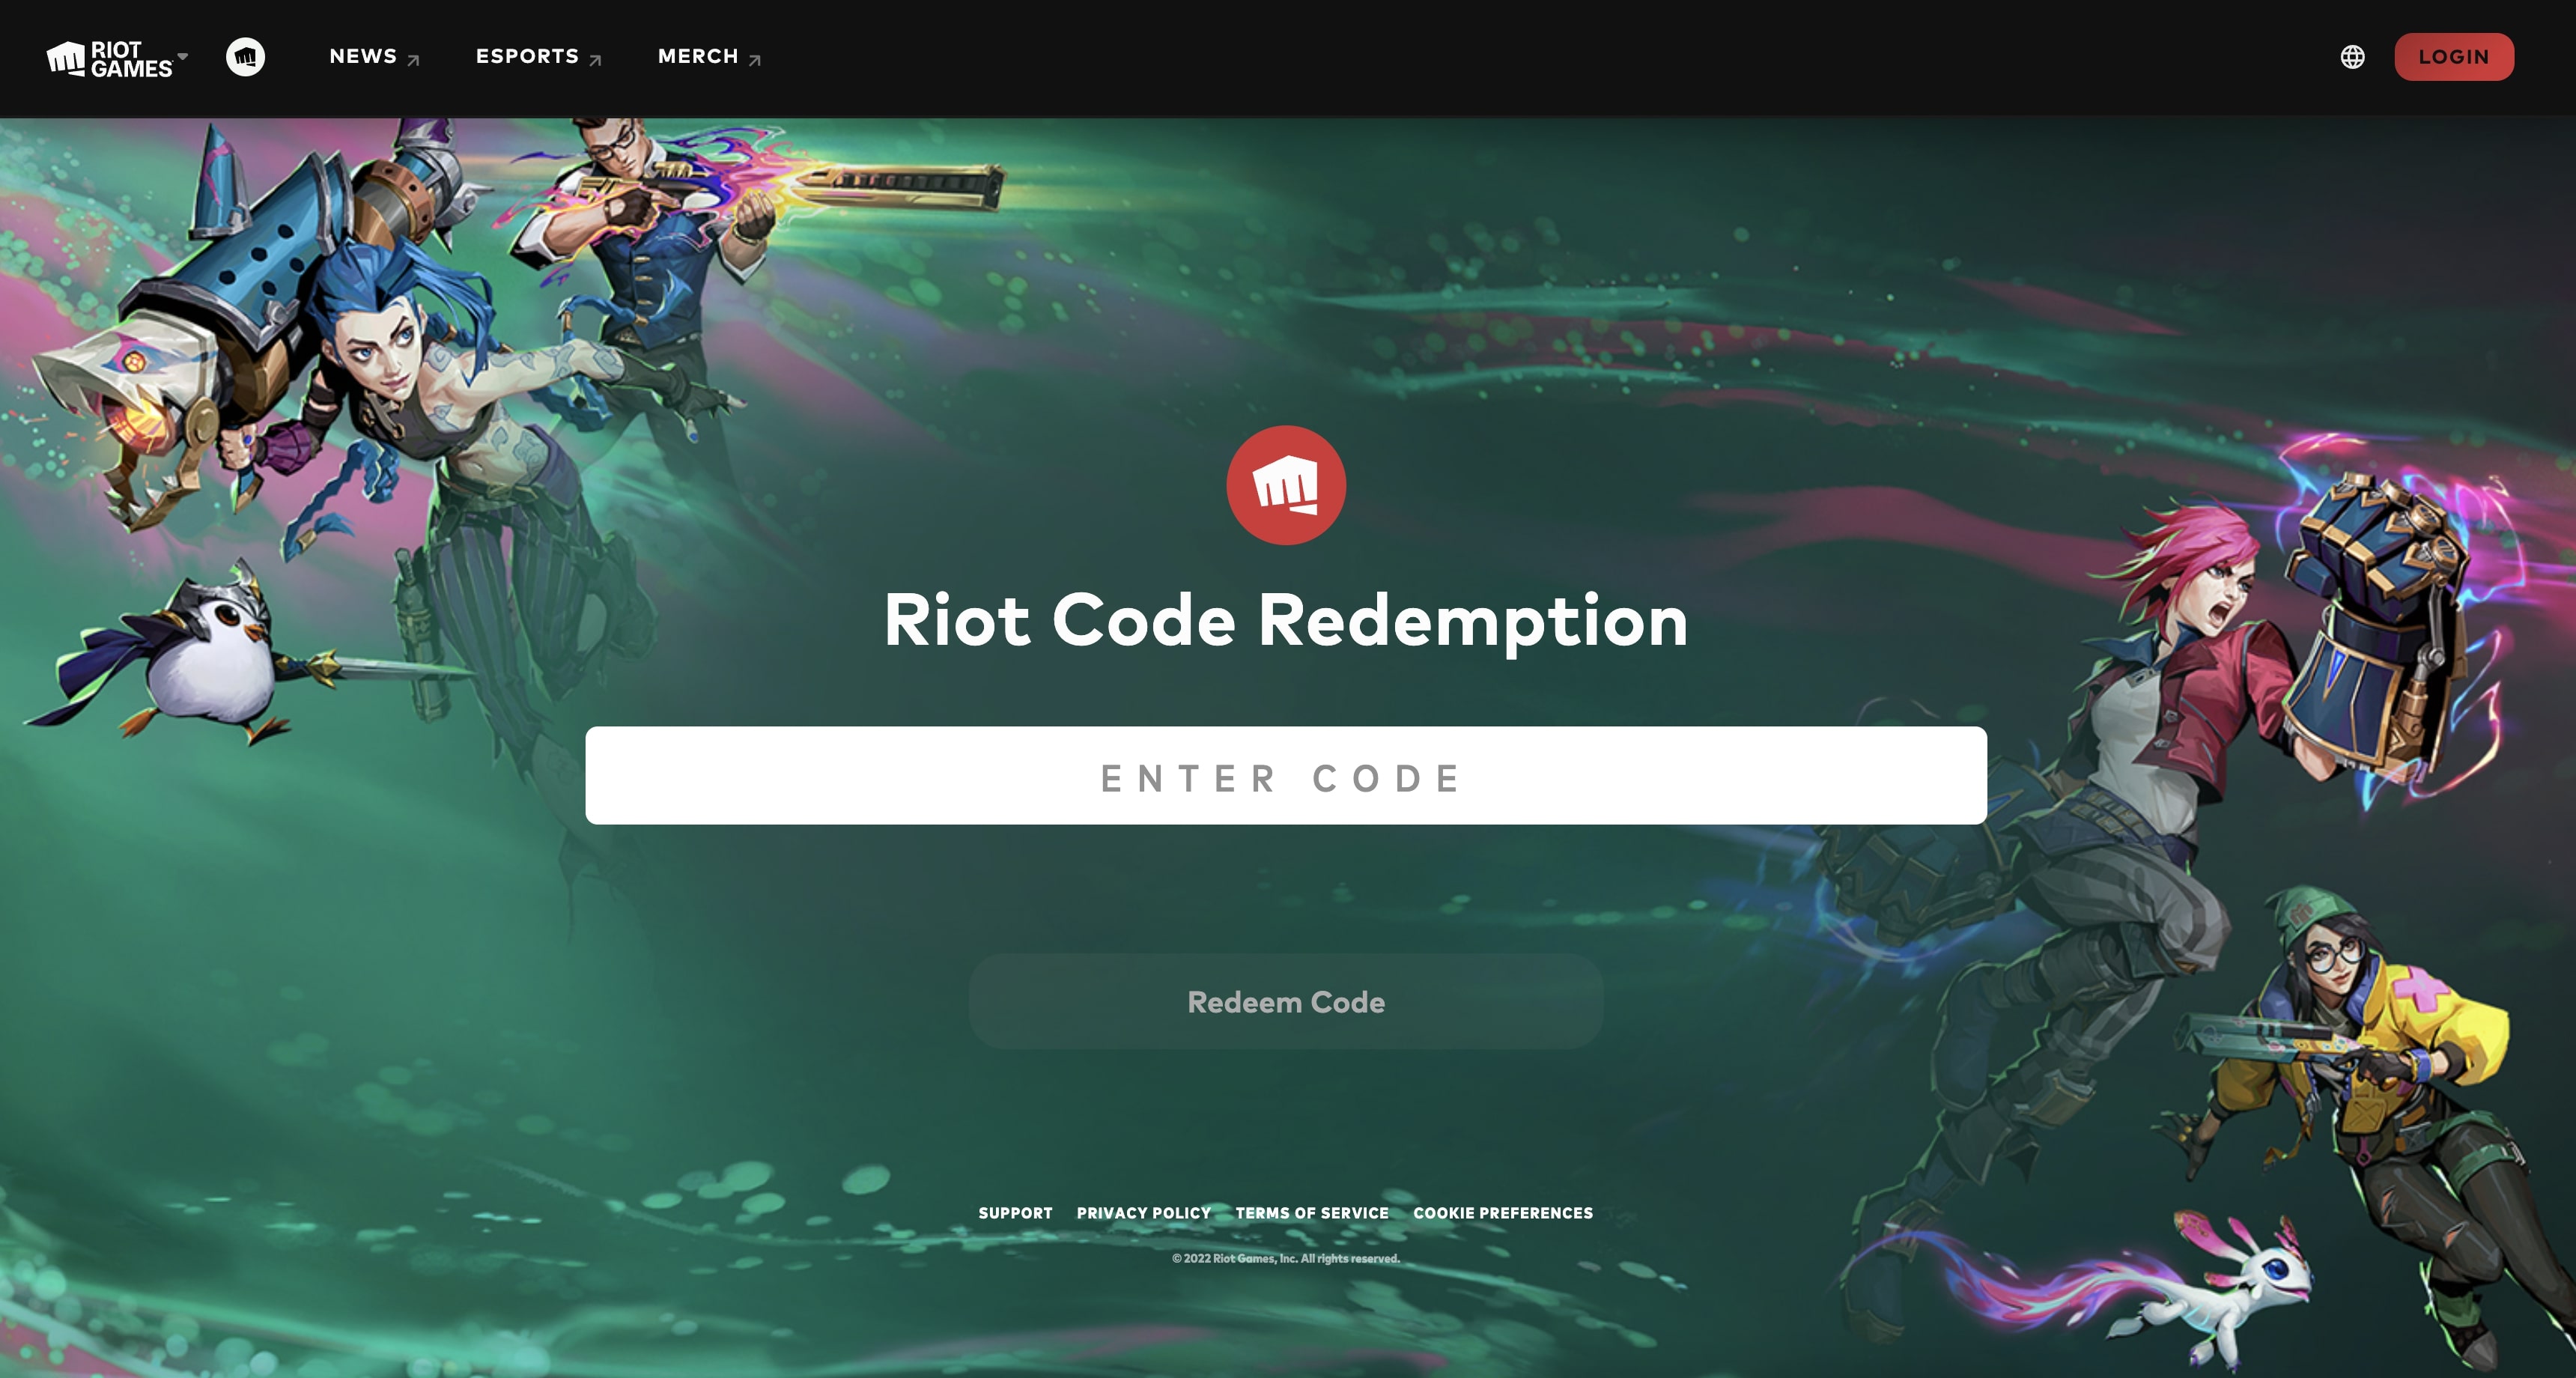 RIOT GAMES
NEWS ESPORTS MERCH
LOGIN
Riot Code Redemption
ENTER CODE
Redeem Code
SUPPORT PRIVACY POLICY TERMS OF SERVICE COOKIE PREFERENCES
© 2022 Riot Games, Inc. All rights reserved.